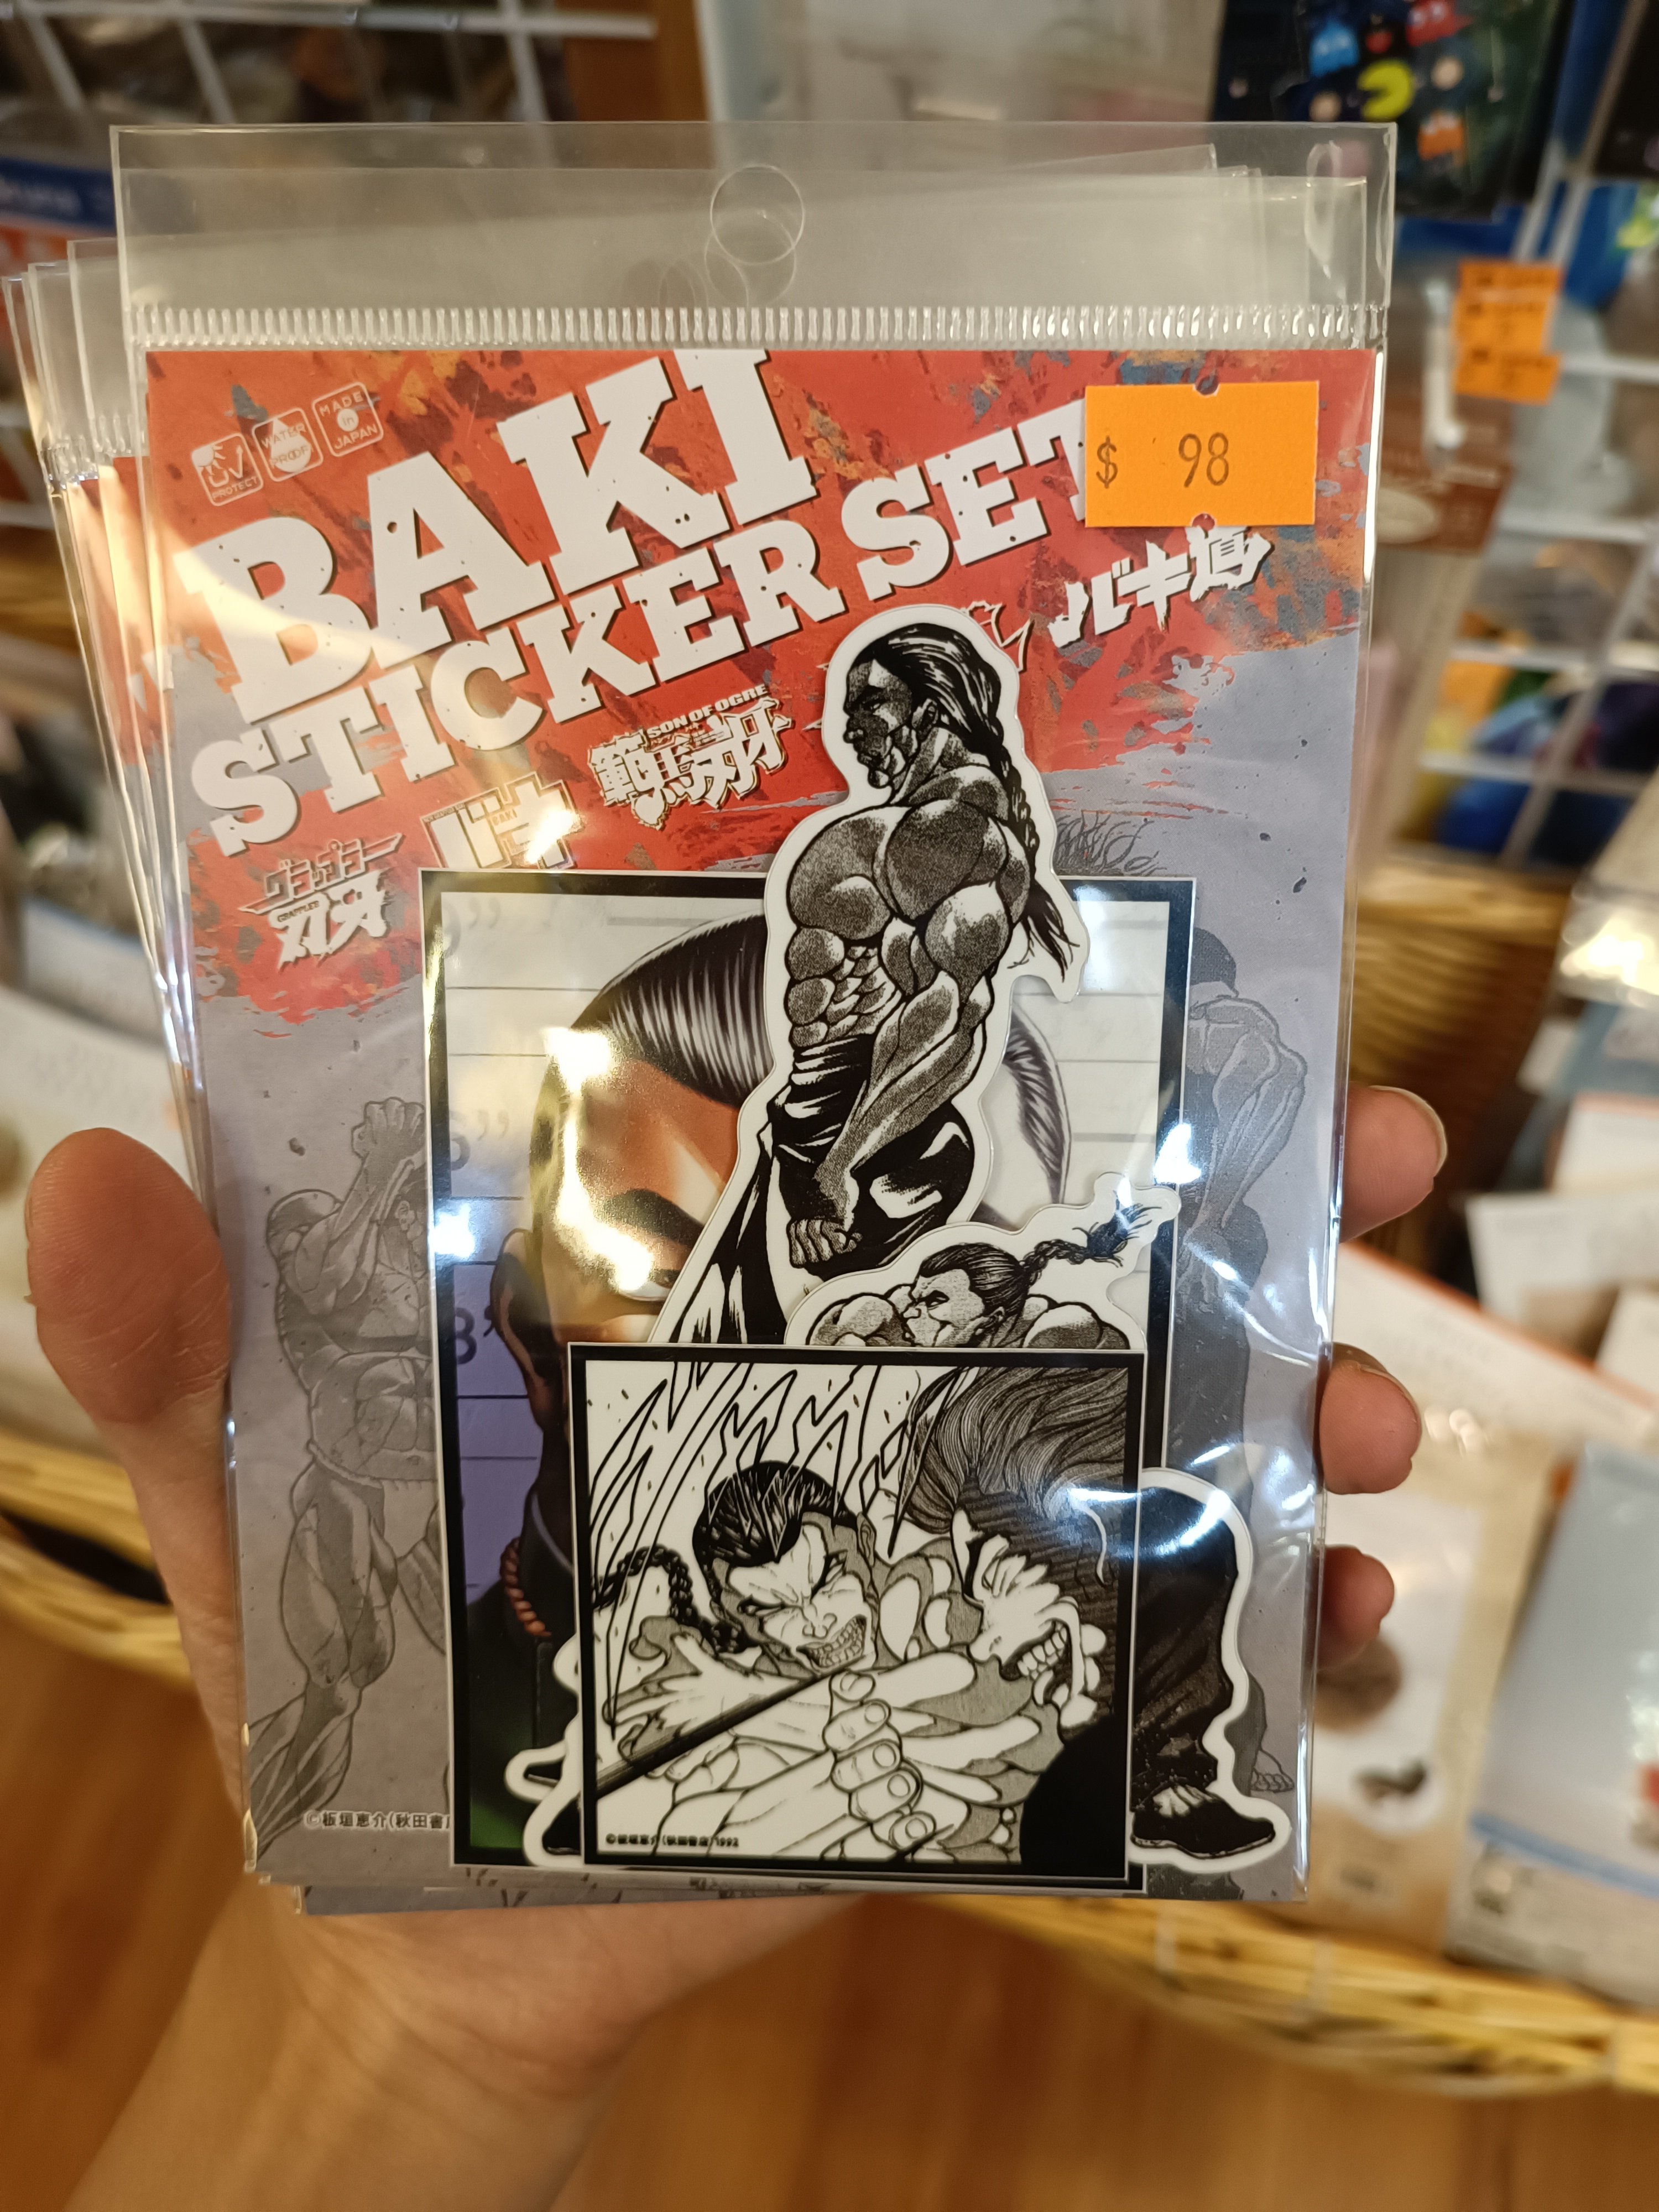 UV
PROTECT
WATER
PROOF
MADE
in
JAPAN
BAKI
STICKER SET
$ 98
グラップラー
GRAPPLER
刃牙
バキ
BAKI
SON OF OGRE
範馬刃牙
バキ道
8"
©板垣恵介(秋田書
©板垣恵介(秋田書店)1992